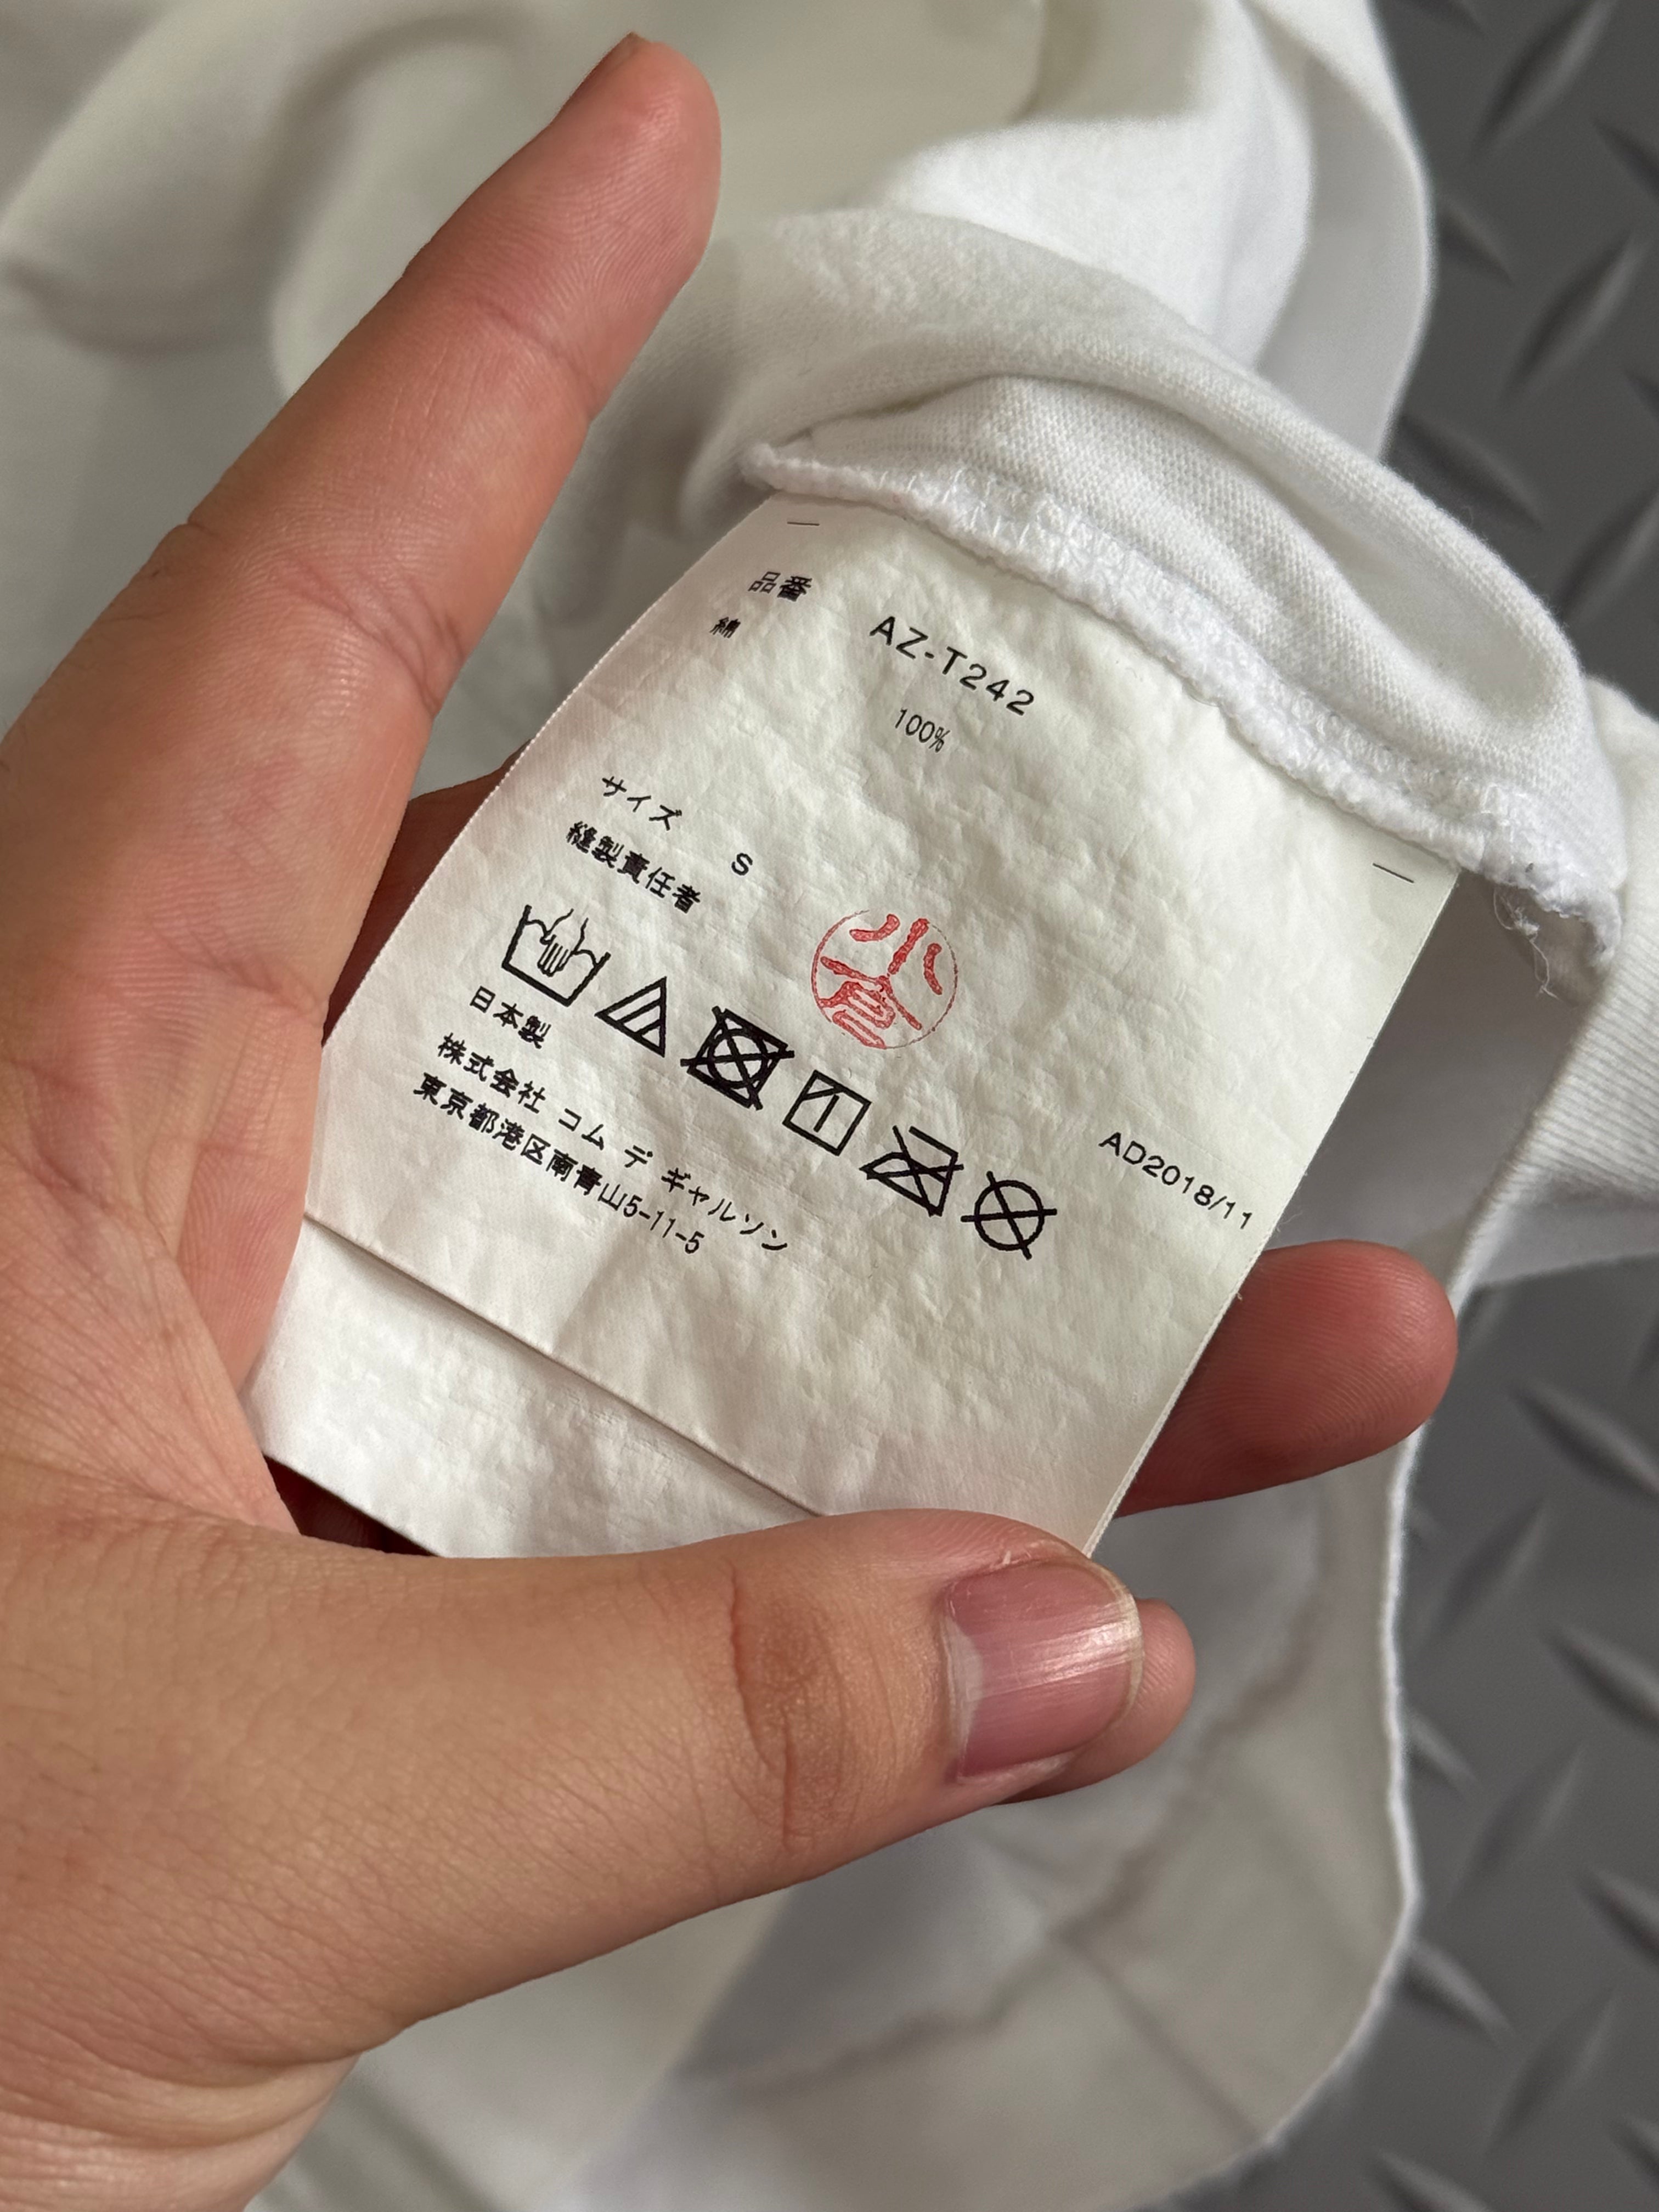 品番 AZ-T242
綿 100%
サイズ S
縫製責任者
小倉
日本製
AD2018/11
株式会社 コム デ ギャルソン
東京都港区南青山5-11-5